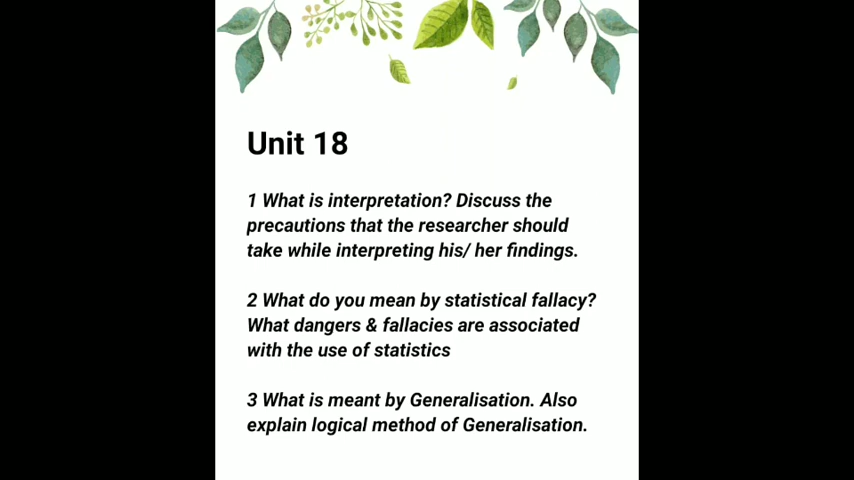 Unit 18
1 What is interpretation? Discuss the
precautions that the researcher should
take while interpreting his/ her findings.
2 What do you mean by statistical fallacy?
What dangers & fallacies are associated
with the use of statistics
3 What is meant by Generalisation. Also
explain logical method of Generalisation.